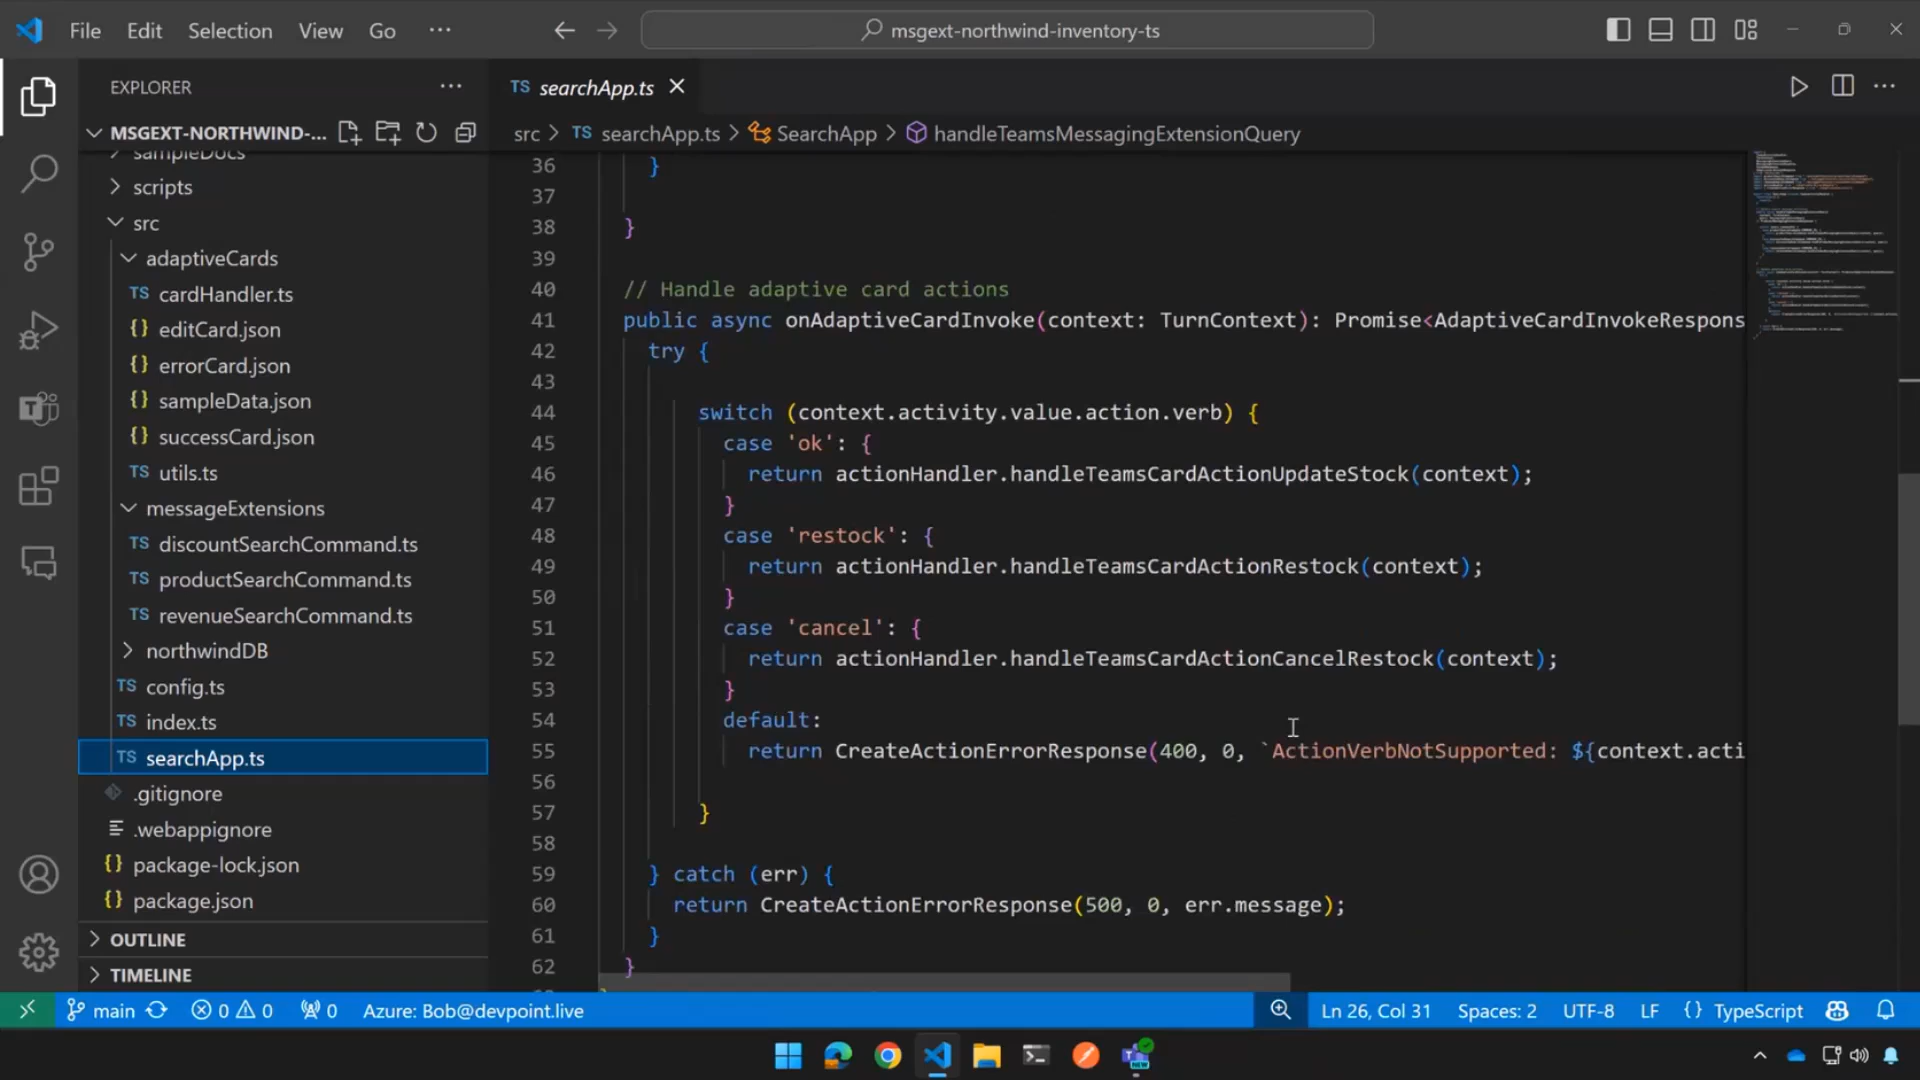 File Edit Selection View Go ···
msgext-northwind-inventory-ts
EXPLORER ···
MSGEXT-NORTHWIND-...
sampleDocs
scripts
src
adaptiveCards
TS cardHandler.ts
{} editCard.json
{} errorCard.json
{} sampleData.json
{} successCard.json
TS utils.ts
messageExtensions
TS discountSearchCommand.ts
TS productSearchCommand.ts
TS revenueSearchCommand.ts
northwindDB
TS config.ts
TS index.ts
TS searchApp.ts
.gitignore
.webappignore
{} package-lock.json
{} package.json
OUTLINE
TIMELINE
TS searchApp.ts
src > TS searchApp.ts > SearchApp > handleTeamsMessagingExtensionQuery
36 }
37
38 }
39
40 // Handle adaptive card actions
41 public async onAdaptiveCardInvoke(context: TurnContext): Promise<AdaptiveCardInvokeRespons
42 try {
43
44 switch (context.activity.value.action.verb) {
45 case 'ok': {
46 return actionHandler.handleTeamsCardActionUpdateStock(context);
47 }
48 case 'restock': {
49 return actionHandler.handleTeamsCardActionRestock(context);
50 }
51 case 'cancel': {
52 return actionHandler.handleTeamsCardActionCancelRestock(context);
53 }
54 default:
55 return CreateActionErrorResponse(400, 0, `ActionVerbNotSupported: ${context.acti
56
57 }
58
59 } catch (err) {
60 return CreateActionErrorResponse(500, 0, err.message);
61 }
62 }
main 0 0 0 Azure: Bob@devpoint.live Ln 26, Col 31 Spaces: 2 UTF-8 LF {} TypeScript